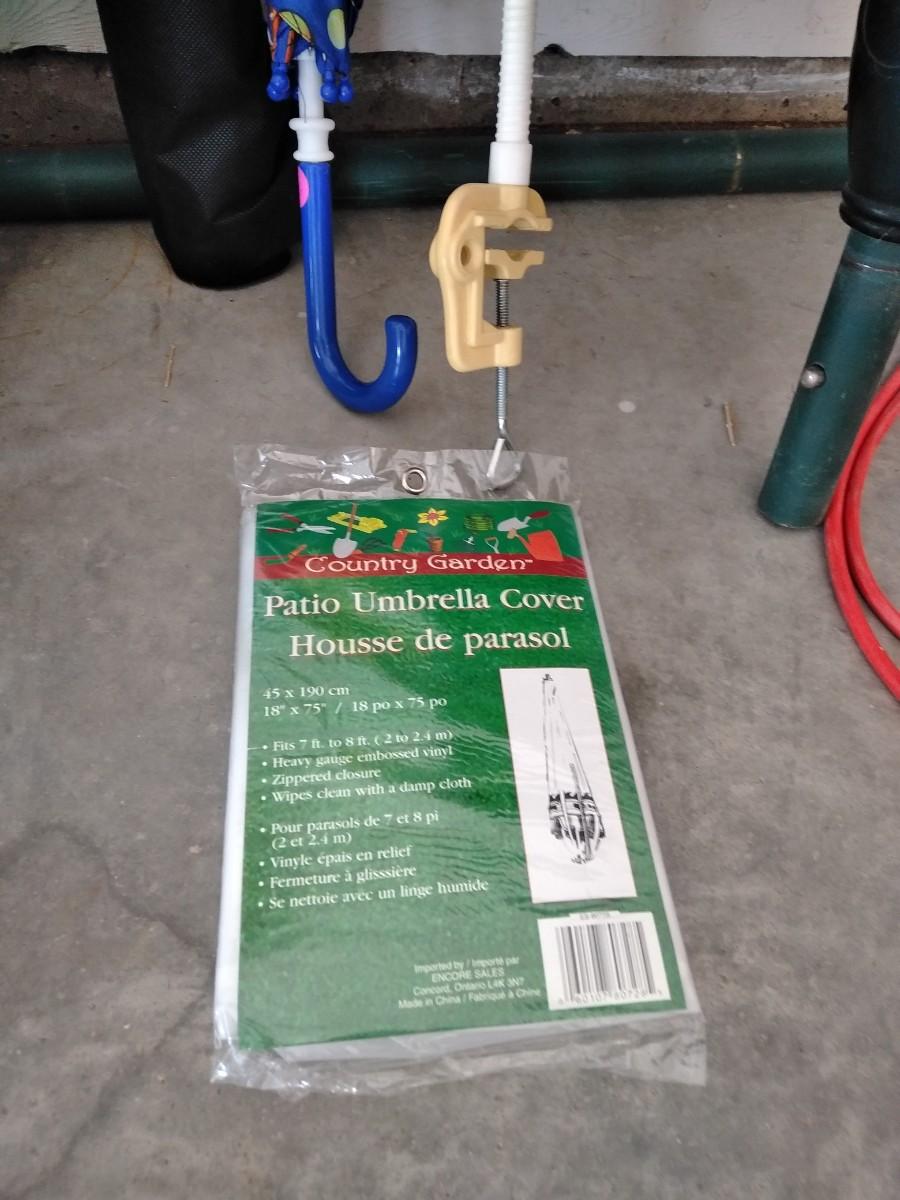 Country Garden™
Patio Umbrella Cover
Housse de parasol
45 x 190 cm
18" x 75" / 18 po x 75 po
• Fits 7 ft. to 8 ft. ( 2 to 2.4 m)
• Heavy gauge embossed vinyl
• Zippered closure
• Wipes clean with a damp cloth
• Pour parasols de 7 et 8 pi
(2 et 2.4 m)
• Vinyle épais en relief
• Fermeture à glisssière
• Se nettoie avec un linge humide
Imported by / Importé par
ENCORE SALES
Concord, Ontario L4K 3N7
Made in China / Fabriqué à Chine